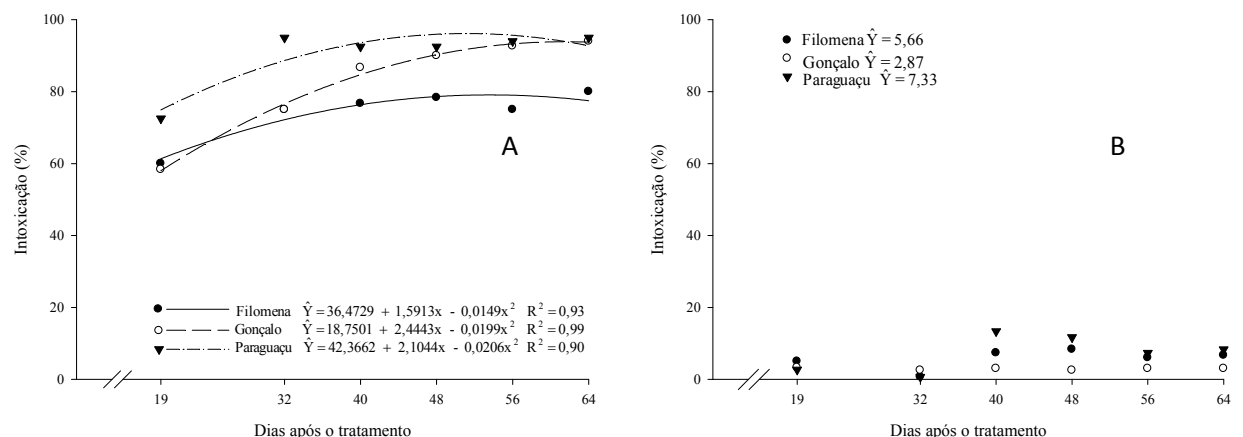 100
80
60
40
20
0
Intoxicação (%)
A
Filomena Ŷ = 36,4729 + 1,5913x - 0,0149x² R² = 0,93
Gonçalo Ŷ = 18,7501 + 2,4443x - 0,0199x² R² = 0,99
Paraguaçu Ŷ = 42,3662 + 2,1044x - 0,0206x² R² = 0,90
19 32 40 48 56 64
Dias após o tratamento
100
80
60
40
20
0
Intoxicação (%)
Filomena Ŷ = 5,66
Gonçalo Ŷ = 2,87
Paraguaçu Ŷ = 7,33
B
19 32 40 48 56 64
Dias após o tratamento